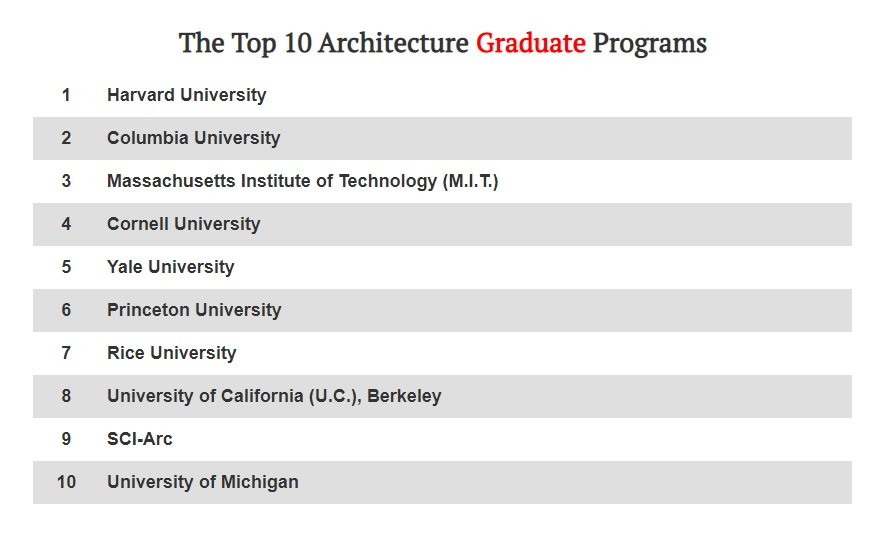 The Top 10 Architecture Graduate Programs
1 Harvard University
2 Columbia University
3 Massachusetts Institute of Technology (M.I.T.)
4 Cornell University
5 Yale University
6 Princeton University
7 Rice University
8 University of California (U.C.), Berkeley
9 SCI-Arc
10 University of Michigan